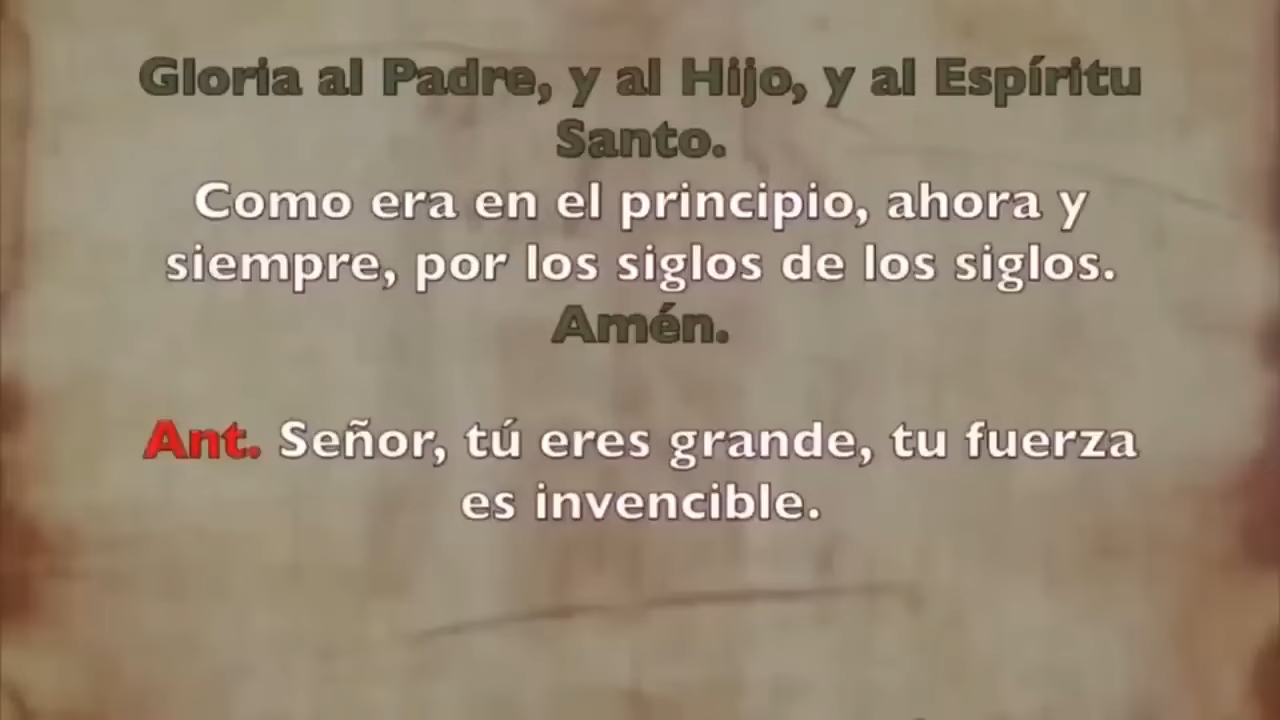 Gloria al Padre, y al Hijo, y al Espíritu
Santo.
Como era en el principio, ahora y
siempre, por los siglos de los siglos.
Amén.
Ant. Señor, tú eres grande, tu fuerza
es invencible.